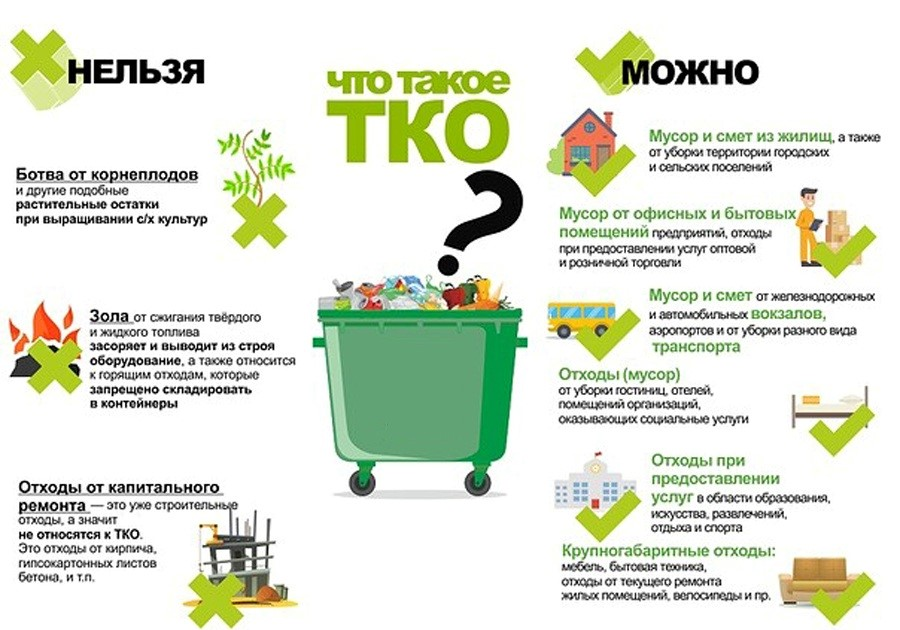 НЕЛЬЗЯ
Ботва от корнеплодов
и другие подобные
растительные остатки
при выращивании с/х культур
Зола от сжигания твёрдого
и жидкого топлива
засоряет и выводит из строя
оборудование, а также относится
к горящим отходам, которые
запрещено складировать
в контейнеры
Отходы от капитального
ремонта — это уже строительные
отходы, а значит
не относятся к ТКО.
Это отходы от кирпича,
гипсокартонных листов
бетона, и т.п.
что такое
ТКО
?
МОЖНО
Мусор и смет из жилищ, а также
от уборки территории городских
и сельских поселений
Мусор от офисных и бытовых
помещений предприятий, отходы
при предоставлении услуг оптовой
и розничной торговли
Мусор и смет от железнодорожных
и автомобильных вокзалов,
аэропортов и от уборки разного вида
транспорта
Отходы (мусор)
от уборки гостиниц, отелей,
помещений организаций,
оказывающих социальные услуги
Отходы при
предоставлении
услуг в области образования,
искусства, развлечений,
отдыха и спорта
Крупногабаритные отходы:
мебель, бытовая техника,
отходы от текущего ремонта
жилых помещений, велосипеды и пр.